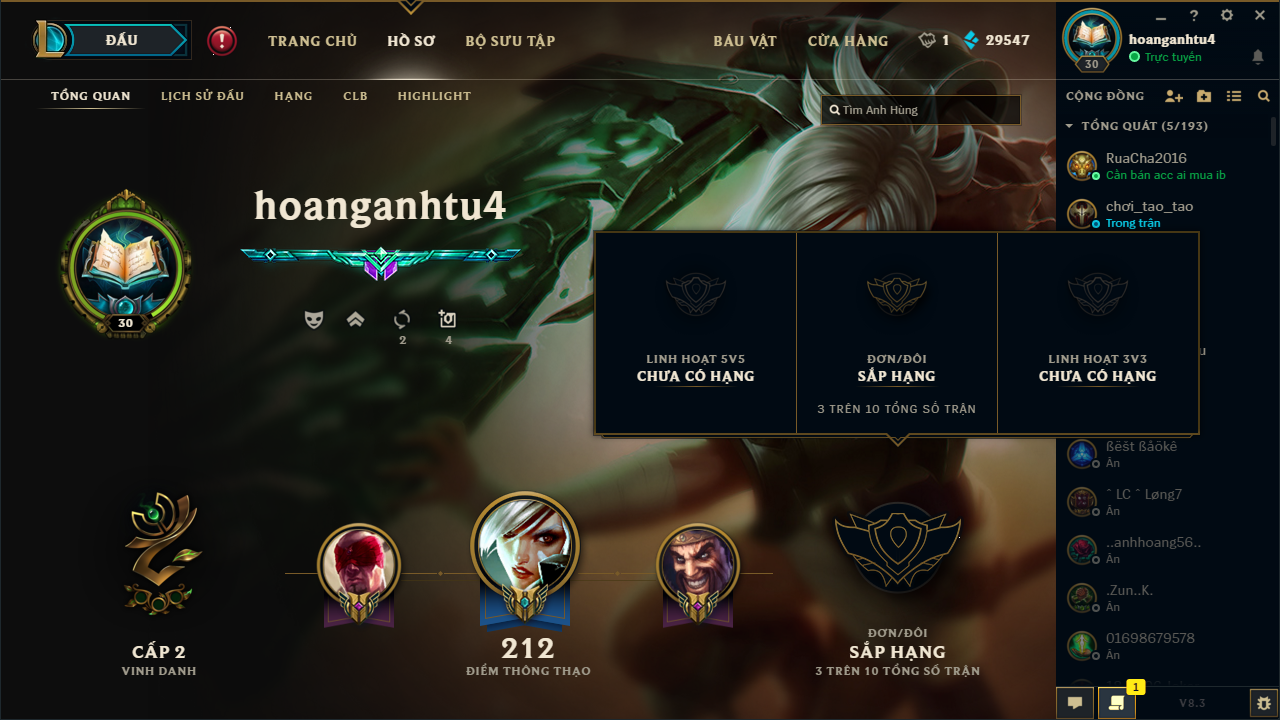 ĐẤU
TRANG CHỦ
HỒ SƠ
BỘ SƯU TẬP
BÁU VẬT
CỬA HÀNG
1
29547
hoanganhtu4
30
Trực tuyến
TỔNG QUAN
LỊCH SỬ ĐẤU
HẠNG
CLB
HIGHLIGHT
Tìm Anh Hùng
CỘNG ĐỒNG
TỔNG QUÁT (5/193)
RuaCha2016
Cần bán acc ai mua ib
chơi_tao_tao
Trong trận
hoanganhtu4
30
2
4
LINH HOẠT 5V5
CHƯA CÓ HẠNG
ĐƠN/ĐÔI
SẮP HẠNG
3 TRÊN 10 TỔNG SỐ TRẬN
LINH HOẠT 3V3
CHƯA CÓ HẠNG
u
ßëšt ßåökê
Ẩn
ˆ LC ˆ Løng7
Ẩn
..anhhoang56..
Ẩn
.Zun..K.
Ẩn
01698679578
Ẩn
CẤP 2
VINH DANH
212
ĐIỂM THÔNG THẠO
ĐƠN/ĐÔI
SẮP HẠNG
3 TRÊN 10 TỔNG SỐ TRẬN
1
V8.3